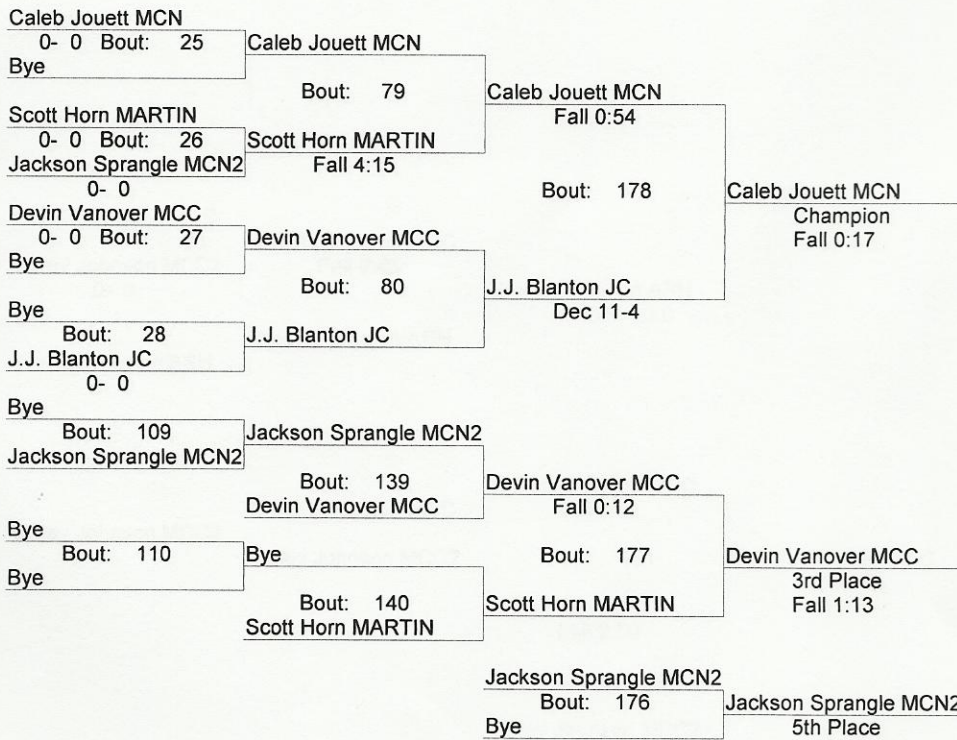 Caleb Jouett MCN
0- 0 Bout: 25
Bye
Caleb Jouett MCN
Bout: 79
Scott Horn MARTIN
0- 0 Bout: 26
Jackson Sprangle MCN2
0- 0
Scott Horn MARTIN
Fall 4:15
Caleb Jouett MCN
Fall 0:54
Bout: 178
Devin Vanover MCC
0- 0 Bout: 27
Bye
Devin Vanover MCC
Bout: 80
Bye
Bout: 28
J.J. Blanton JC
0- 0
J.J. Blanton JC
J.J. Blanton JC
Dec 11-4
Caleb Jouett MCN
Champion
Fall 0:17
Bye
Bout: 109
Jackson Sprangle MCN2
Jackson Sprangle MCN2
Bout: 139
Devin Vanover MCC
Devin Vanover MCC
Fall 0:12
Bout: 177
Bye
Bout: 110
Bye
Bye
Bout: 140
Scott Horn MARTIN
Scott Horn MARTIN
Devin Vanover MCC
3rd Place
Fall 1:13
Jackson Sprangle MCN2
Bout: 176
Bye
Jackson Sprangle MCN2
5th Place